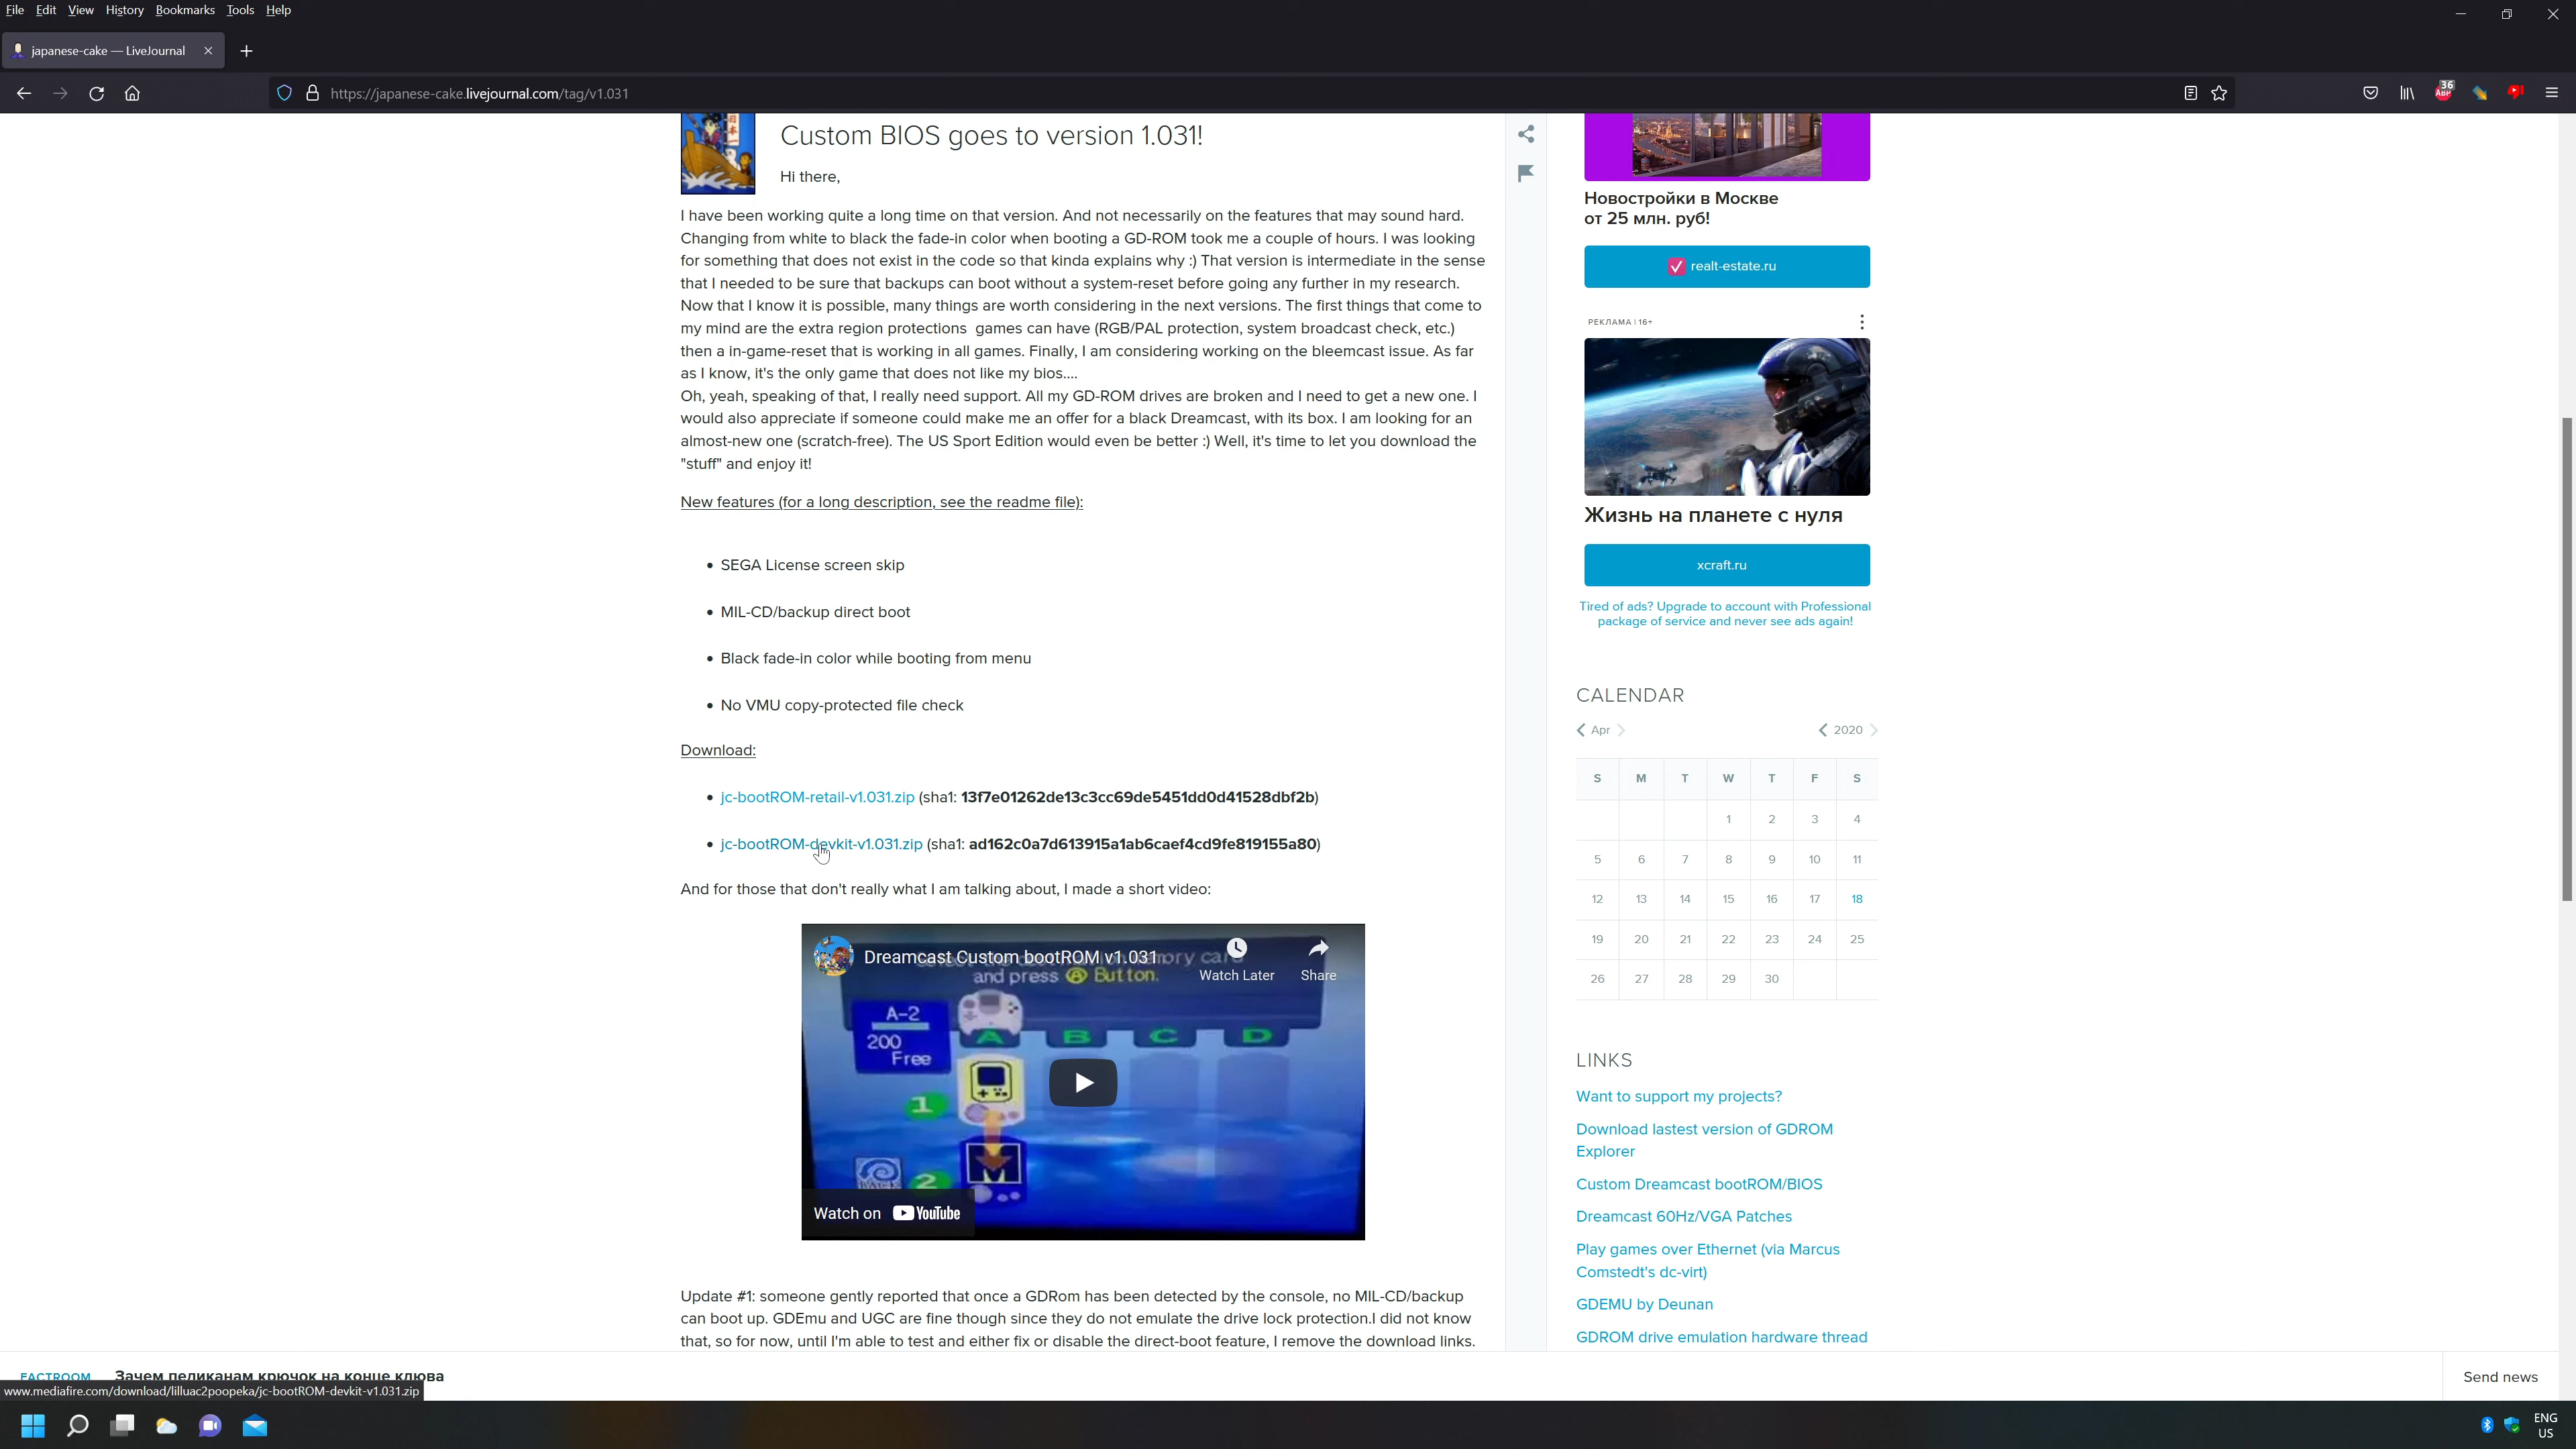 File Edit View History Bookmarks Tools Help
japanese-cake — LiveJournal
https://japanese-cake.livejournal.com/tag/v1.031
36
ABP
Custom BIOS goes to version 1.031!
Hi there,
I have been working quite a long time on that version. And not necessarily on the features that may sound hard.
Changing from white to black the fade-in color when booting a GD-ROM took me a couple of hours. I was looking
for something that does not exist in the code so that kinda explains why :) That version is intermediate in the sense
that I needed to be sure that backups can boot without a system-reset before going any further in my research.
Now that I know it is possible, many things are worth considering in the next versions. The first things that come to
my mind are the extra region protections games can have (RGB/PAL protection, system broadcast check, etc.)
then a in-game-reset that is working in all games. Finally, I am considering working on the bleemcast issue. As far
as I know, it's the only game that does not like my bios....
Oh, yeah, speaking of that, I really need support. All my GD-ROM drives are broken and I need to get a new one. I
would also appreciate if someone could make me an offer for a black Dreamcast, with its box. I am looking for an
almost-new one (scratch-free). The US Sport Edition would even be better :) Well, it's time to let you download the
"stuff" and enjoy it!
New features (for a long description, see the readme file):
• SEGA License screen skip
• MIL-CD/backup direct boot
• Black fade-in color while booting from menu
• No VMU copy-protected file check
Download:
• jc-bootROM-retail-v1.031.zip (sha1: 13f7e01262de13c3cc69de5451dd0d41528dbf2b)
• jc-bootROM-devkit-v1.031.zip (sha1: ad162c0a7d613915a1ab6caef4cd9fe819155a80)
And for those that don't really what I am talking about, I made a short video:
Dreamcast Custom bootROM v1.031
Watch Later
Share
and press A Button.
A-2
200
Free
A B C D
1
2
Watch on YouTube
Update #1: someone gently reported that once a GDRom has been detected by the console, no MIL-CD/backup
can boot up. GDEmu and UGC are fine though since they do not emulate the drive lock protection.I did not know
that, so for now, until I'm able to test and either fix or disable the direct-boot feature, I remove the download links.
Новостройки в Москве
от 25 млн. руб!
realt-estate.ru
РЕКЛАМА | 16+
Жизнь на планете с нуля
xcraft.ru
Tired of ads? Upgrade to account with Professional
package of service and never see ads again!
CALENDAR
Apr 2020
S M T W T F S
1 2 3 4
5 6 7 8 9 10 11
12 13 14 15 16 17 18
19 20 21 22 23 24 25
26 27 28 29 30
LINKS
Want to support my projects?
Download lastest version of GDROM
Explorer
Custom Dreamcast bootROM/BIOS
Dreamcast 60Hz/VGA Patches
Play games over Ethernet (via Marcus
Comstedt's dc-virt)
GDEMU by Deunan
GDROM drive emulation hardware thread
FACTROOM Зачем пеликанам крючок на конце клюва
Send news
www.mediafire.com/download/lilluac2poopeka/jc-bootROM-devkit-v1.031.zip
ENG
US